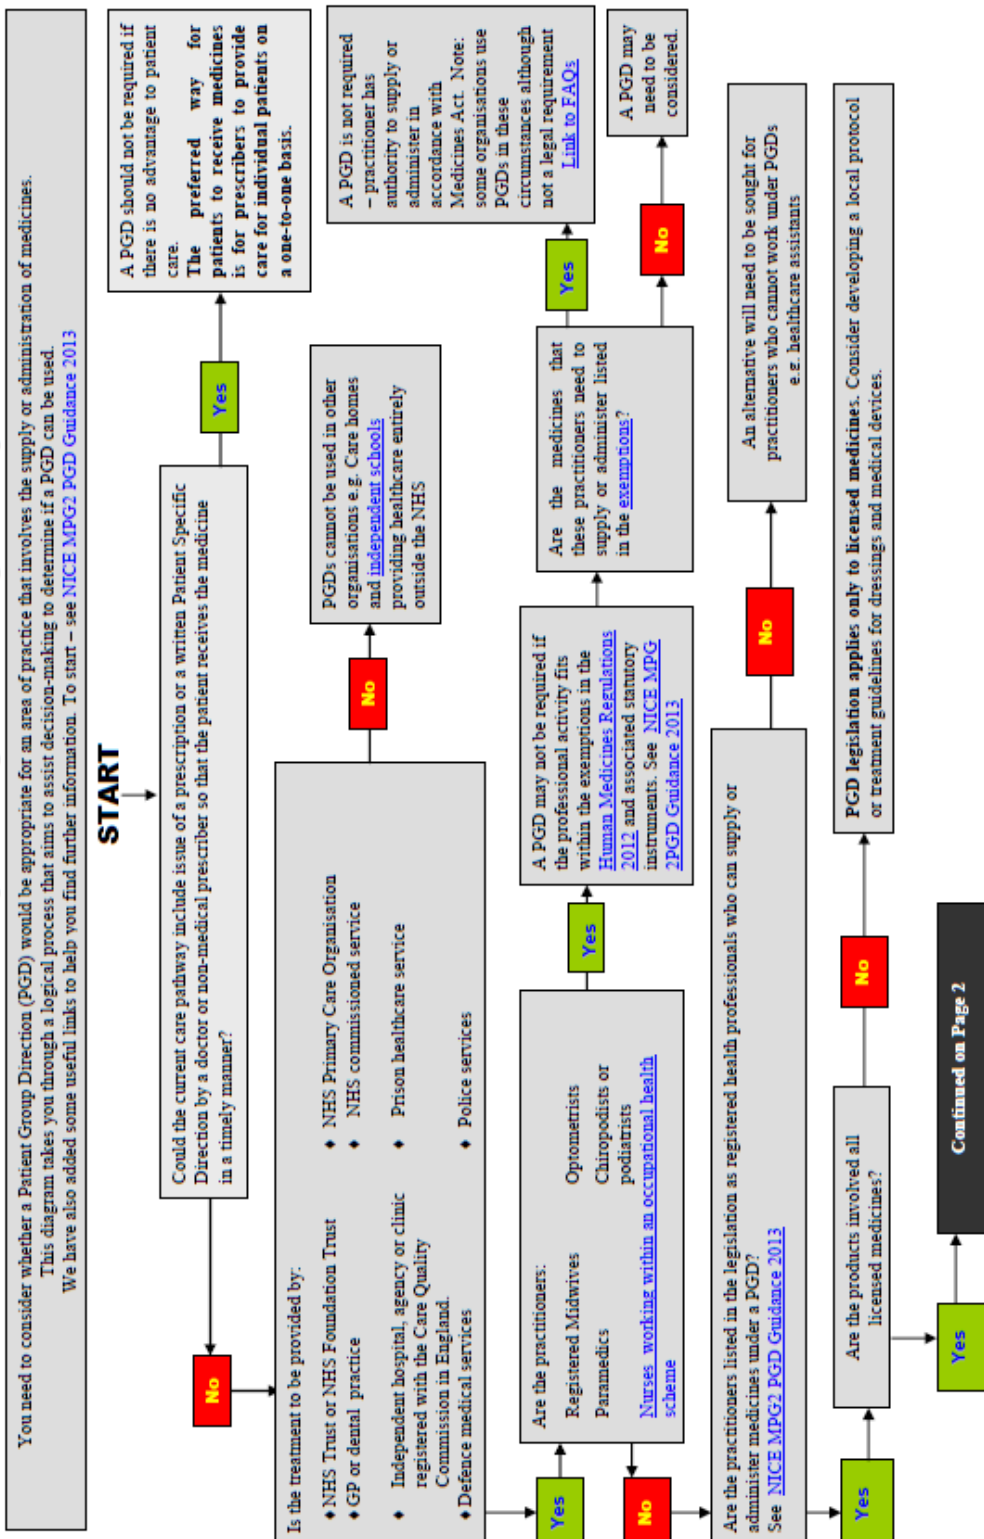 You need to consider whether a Patient Group Direction (PGD) would be appropriate for an area of practice that involves the supply or administration of medicines.
This diagram takes you through a logical process that aims to assist decision-making to determine if a PGD can be used.
We have also added some useful links to help you find further information. To start – see NICE MPG2 PGD Guidance 2013
START
Could the current care pathway include issue of a prescription or a written Patient Specific
Direction by a doctor or non-medical prescriber so that the patient receives the medicine
in a timely manner?
Yes
A PGD should not be required if
there is no advantage to patient
care.
The preferred way for
patients to receive medicines
is for prescribers to provide
care for individual patients on
a one-to-one basis.
No
Is the treatment to be provided by:
♦ NHS Trust or NHS Foundation Trust
♦ GP or dental practice
♦ Independent hospital, agency or clinic
registered with the Care Quality
Commission in England.
♦ Defence medical services
♦ NHS Primary Care Organisation
♦ NHS commissioned service
♦ Prison healthcare service
♦ Police services
No
PGDs cannot be used in other
organisations e.g. Care homes
and independent schools
providing healthcare entirely
outside the NHS
Yes
Are the practitioners:
Registered Midwives
Optometrists
Paramedics
Chiropodists or
podiatrists
Nurses working within an occupational health
scheme
Yes
A PGD may not be required if
the professional activity fits
within the exemptions in the
Human Medicines Regulations
2012 and associated statutory
instruments. See NICE MPG
2PGD Guidance 2013
Are the medicines that
these practitioners need to
supply or administer listed
in the exemptions?
Yes
A PGD is not required
– practitioner has
authority to supply or
administer in
accordance with
Medicines Act. Note:
some organisations use
PGDs in these
circumstances although
not a legal requirement
Link to FAQs
No
A PGD may
need to be
considered.
No
Are the practitioners listed in the legislation as registered health professionals who can supply or
administer medicines under a PGD?
See NICE MPG2 PGD Guidance 2013
No
An alternative will need to be sought for
practitioners who cannot work under PGDs
e.g. healthcare assistants
Yes
Are the products involved all
licensed medicines?
No
PGD legislation applies only to licensed medicines. Consider developing a local protocol
or treatment guidelines for dressings and medical devices.
Yes
Continued on Page 2